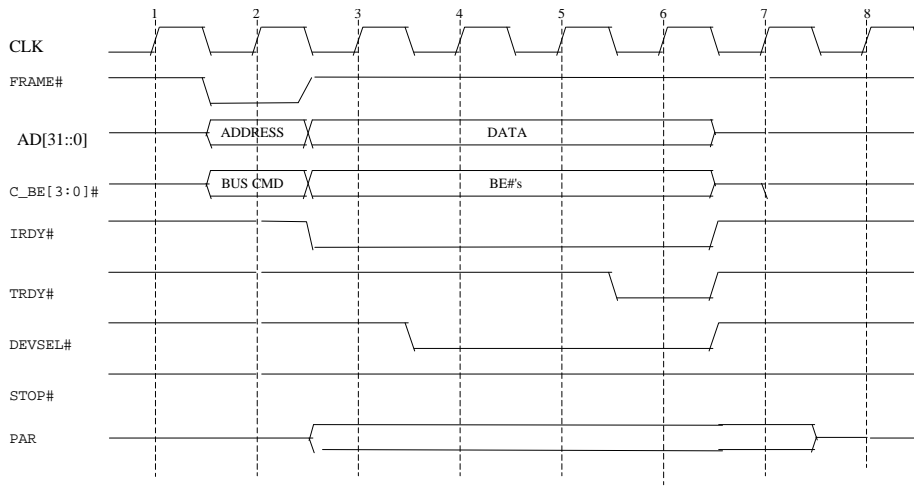 1 2 3 4 5 6 7 8
CLK
FRAME#
AD[31::0] ADDRESS DATA
C_BE[3:0]# BUS CMD BE#'s
IRDY#
TRDY#
DEVSEL#
STOP#
PAR